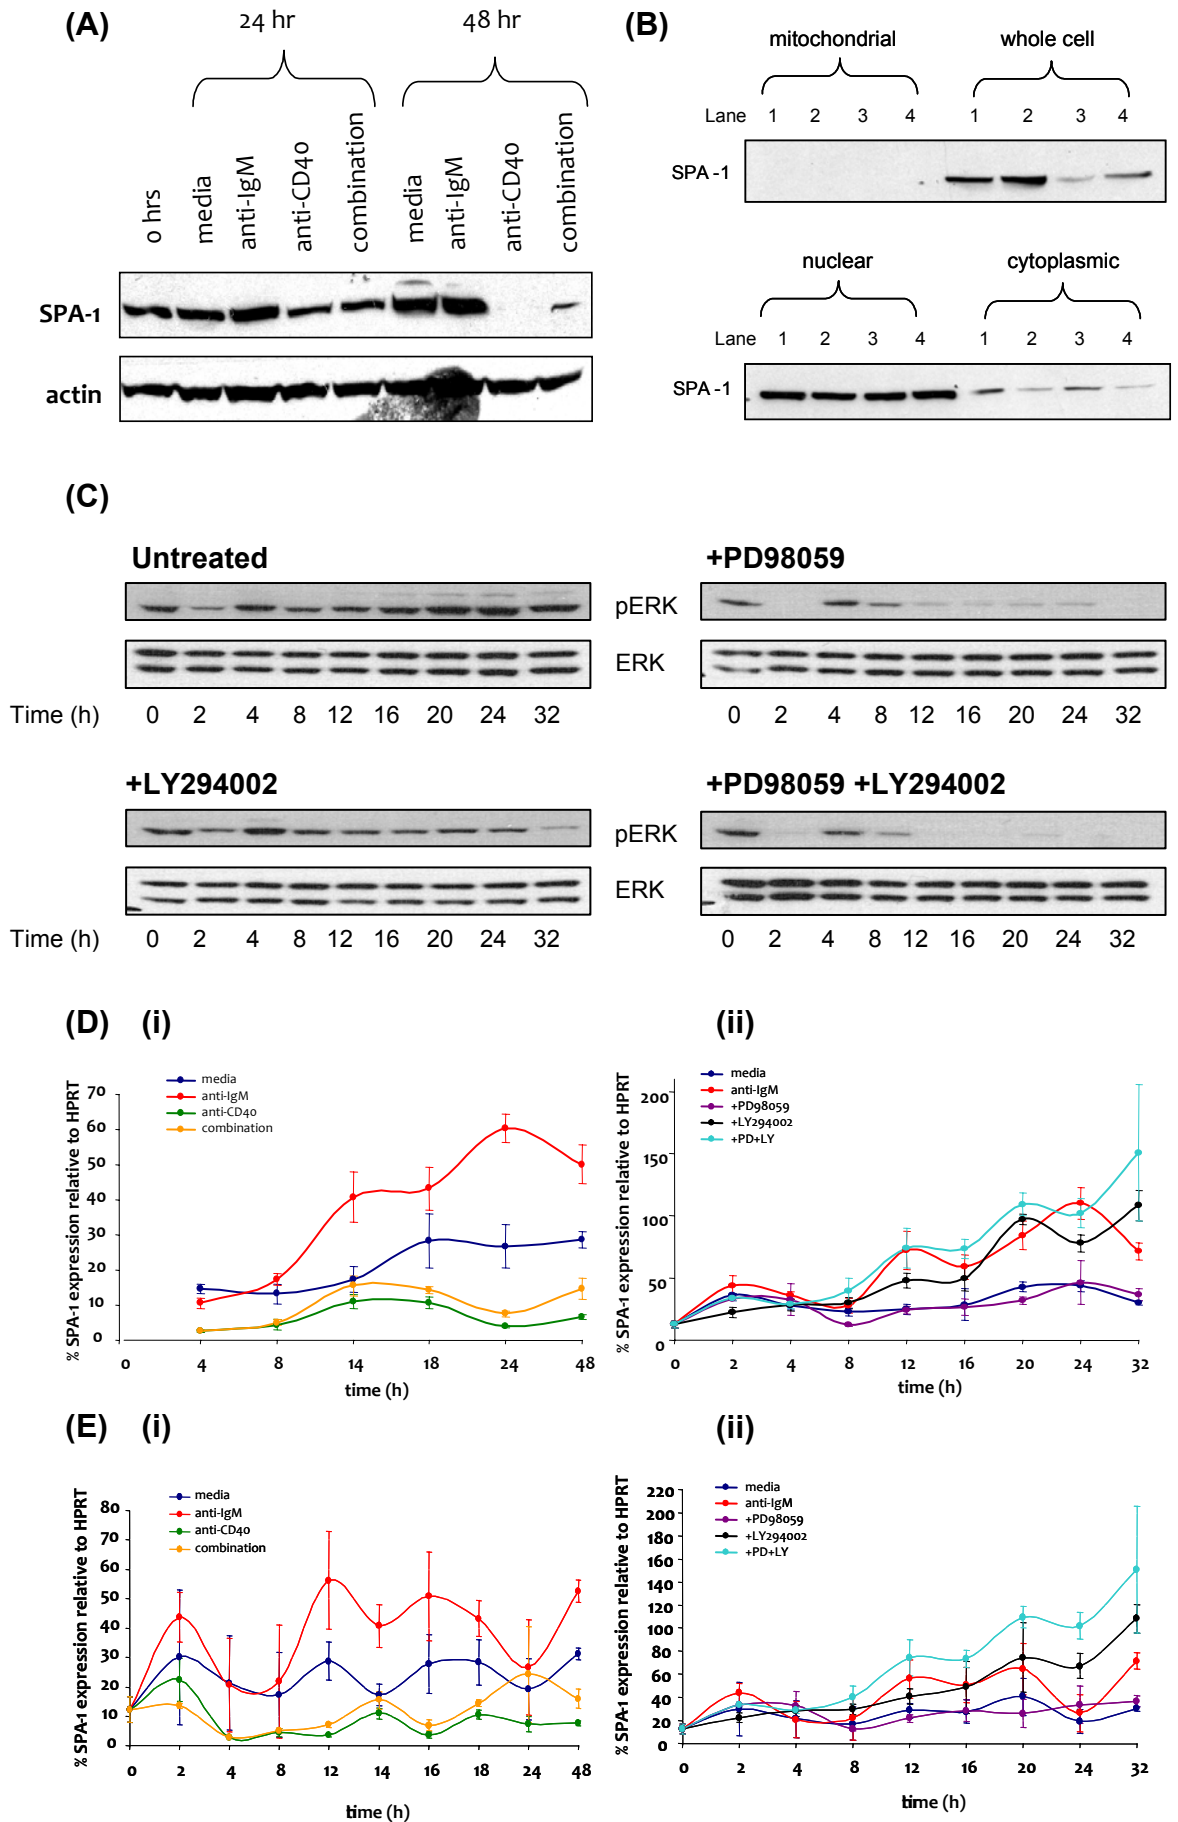 (A)
24 hr
48 hr
0 hrs
media
anti-IgM
anti-CD40
combination
media
anti-IgM
anti-CD40
combination
SPA-1
actin
(B)
mitochondrial
whole cell
Lane 1 2 3 4 1 2 3 4
SPA -1
nuclear
cytoplasmic
Lane 1 2 3 4 1 2 3 4
SPA -1
(C)
Untreated
+PD98059
pERK
ERK
Time (h) 0 2 4 8 12 16 20 24 32
0 2 4 8 12 16 20 24 32
+LY294002
+PD98059 +LY294002
pERK
ERK
Time (h) 0 2 4 8 12 16 20 24 32
0 2 4 8 12 16 20 24 32
(D)
(i)
media
anti-IgM
anti-CD40
combination
% SPA-1 expression relative to HPRT
70
60
50
40
30
20
10
0
0 4 8 14 18 24 48
time (h)
(ii)
media
anti-IgM
+PD98059
+LY294002
+PD+LY
% SPA-1 expression relative to HPRT
200
150
100
50
0
0 2 4 8 12 16 20 24 32
time (h)
(E)
(i)
media
anti-IgM
anti-CD40
combination
% SPA-1 expression relative to HPRT
80
70
60
50
40
30
20
10
0
0 2 4 8 12 14 16 18 24 48
time (h)
(ii)
media
anti-IgM
+PD98059
+LY294002
+PD+LY
% SPA-1 expression relative to HPRT
220
200
180
160
140
120
100
80
60
40
20
0
0 2 4 8 12 16 20 24 32
time (h)